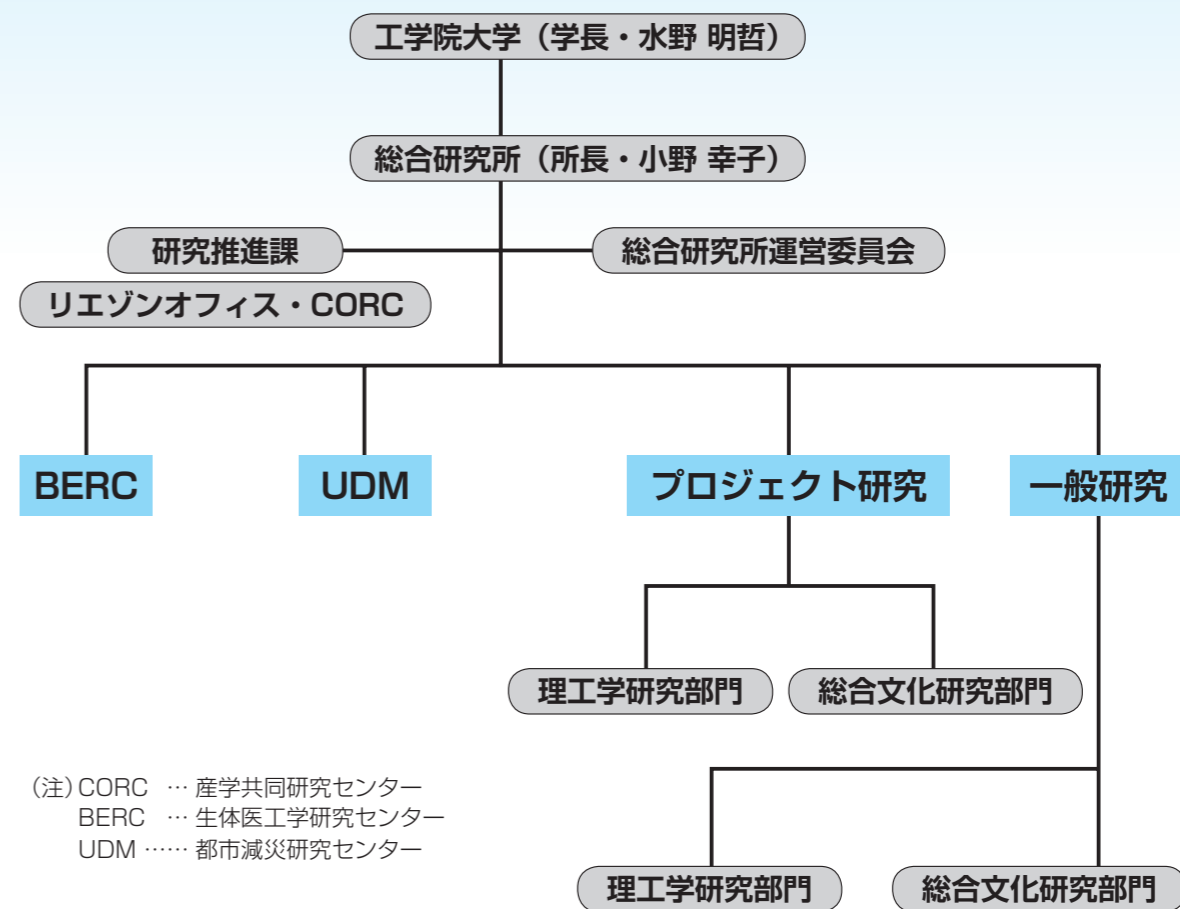 工学院大学（学長・水野 明哲）
総合研究所（所長・小野 幸子）
研究推進課
総合研究所運営委員会
リエゾンオフィス・CORC
BERC
UDM
プロジェクト研究
一般研究
理工学研究部門
総合文化研究部門
（注）CORC … 産学共同研究センター
BERC … 生体医工学研究センター
UDM …… 都市減災研究センター
理工学研究部門
総合文化研究部門